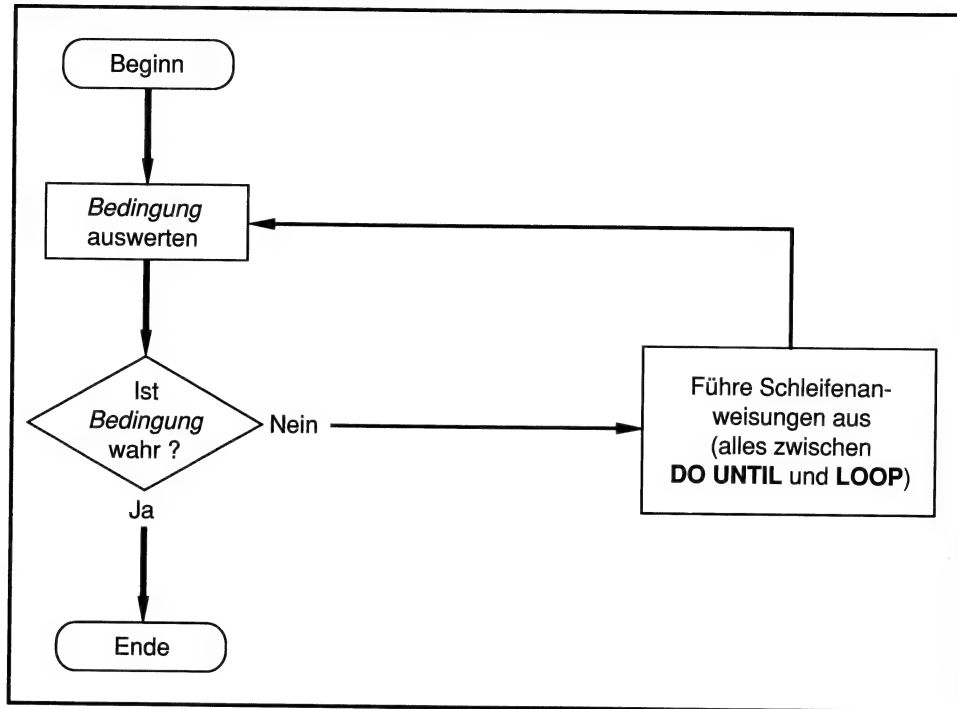 Beginn
Bedingung
auswerten
Ist
Bedingung
wahr ?
Nein
Führe Schleifenan-
weisungen aus
(alles zwischen
DO UNTIL und LOOP)
Ja
Ende